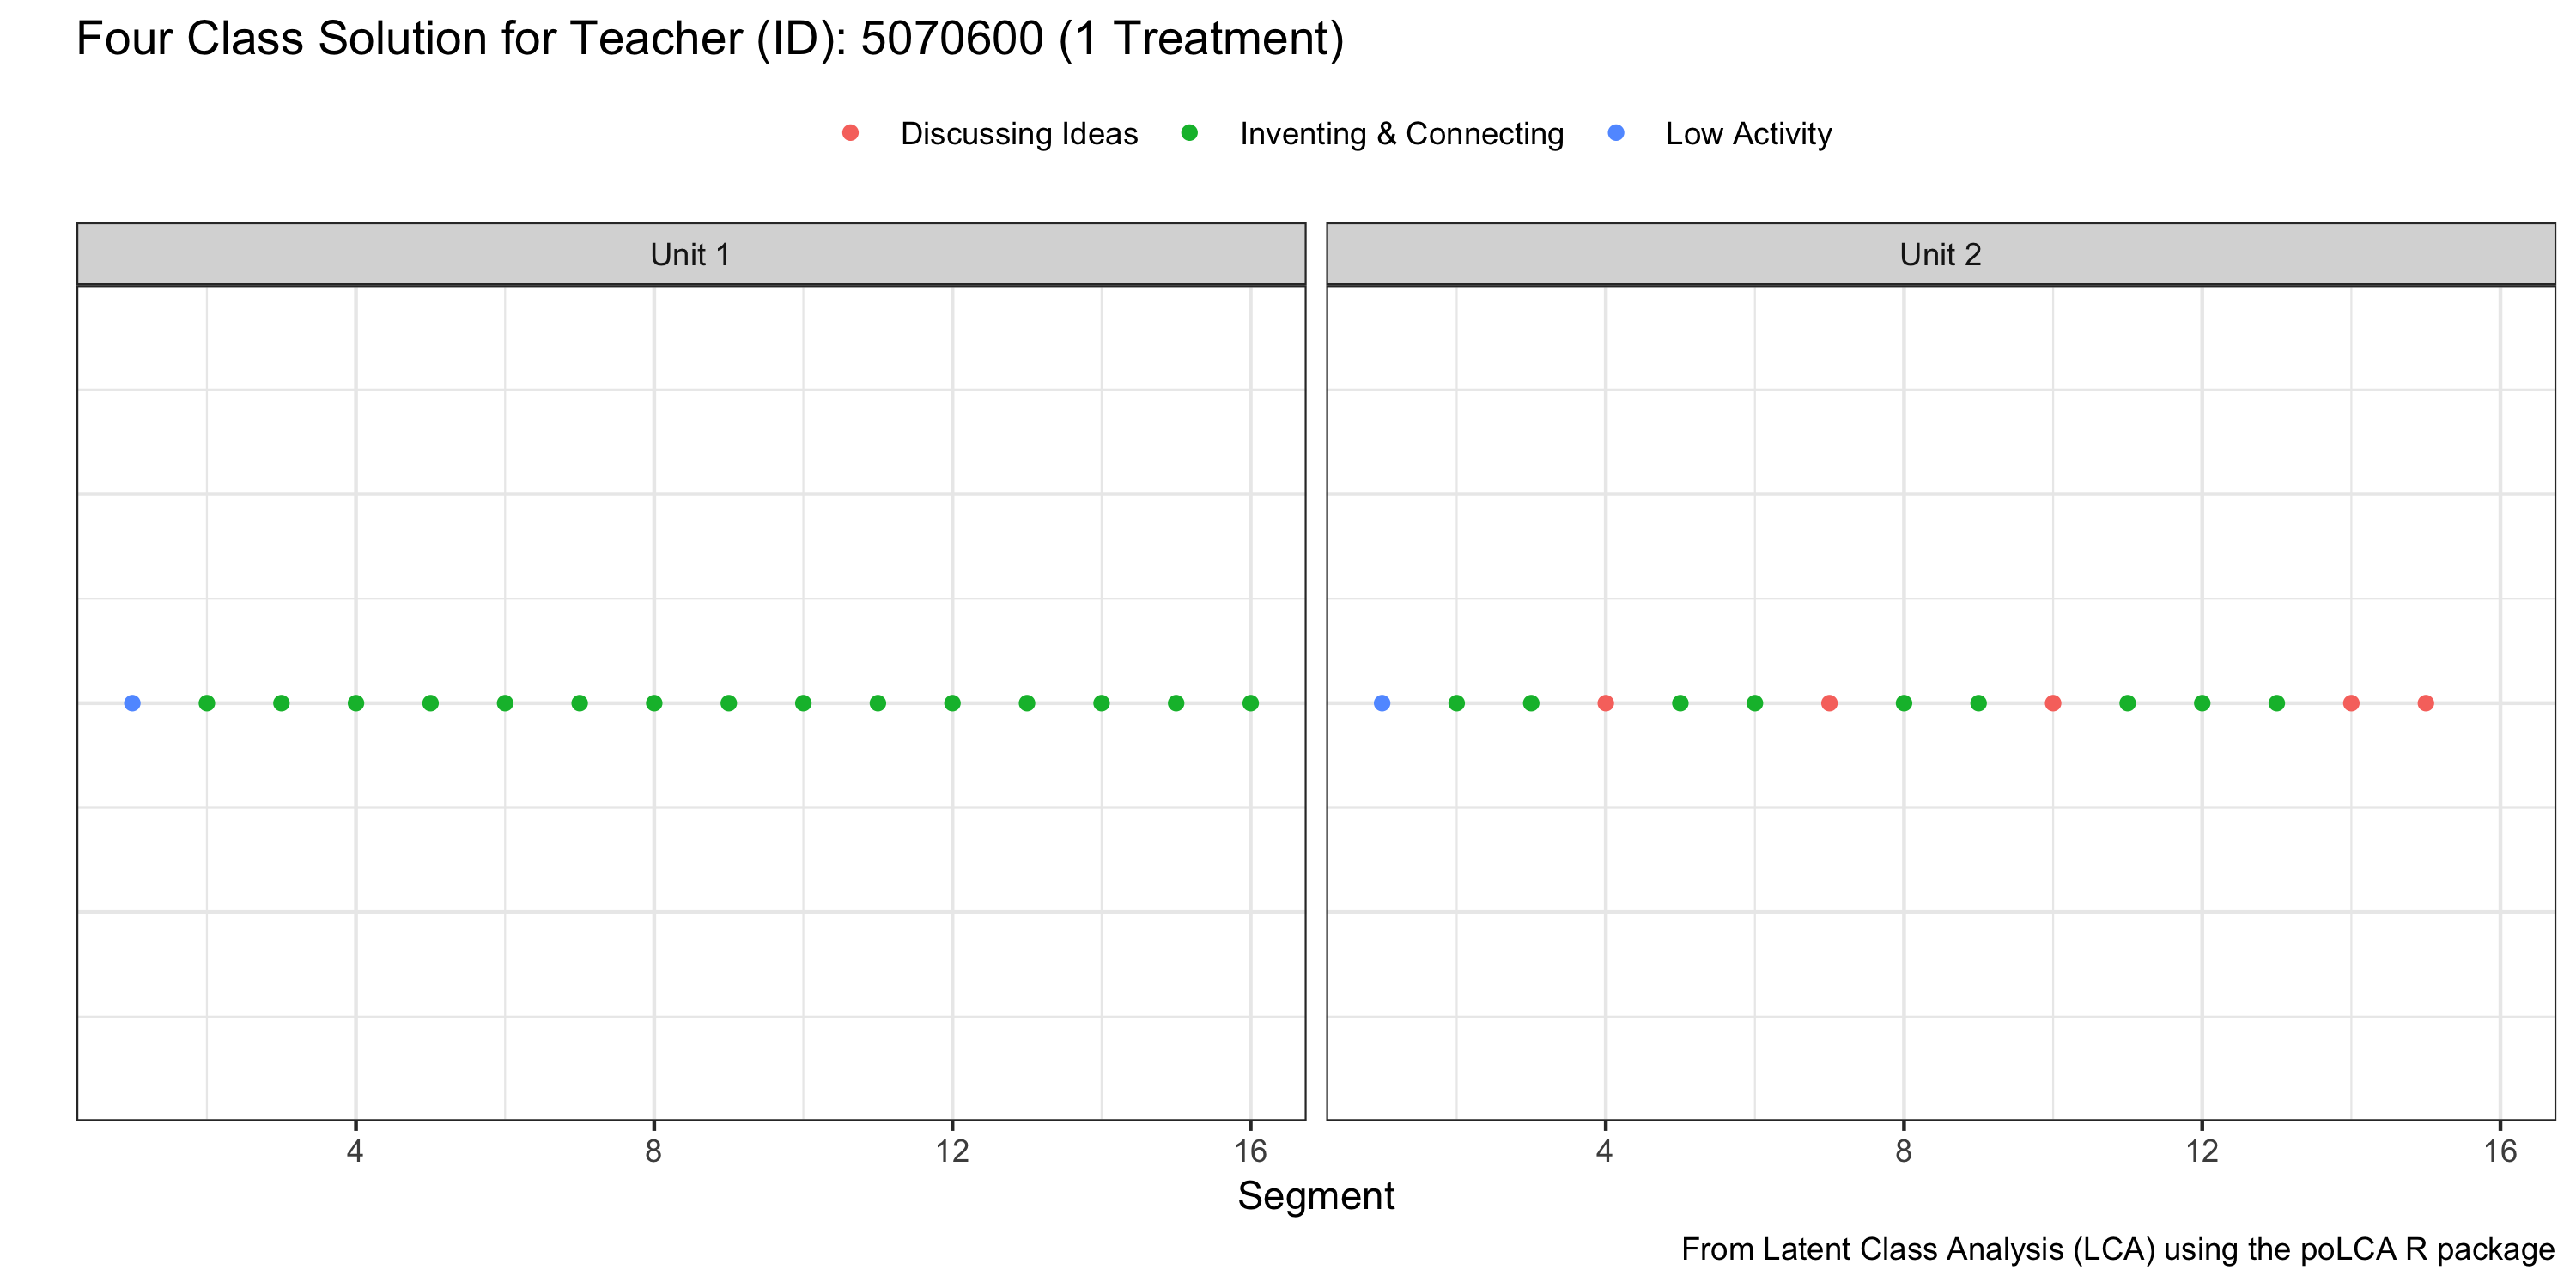 Four Class Solution for Teacher (ID): 5070600 (1 Treatment)
Discussing Ideas Inventing & Connecting Low Activity
Unit 1 Unit 2
4 8 12 16 4 8 12 16
Segment
From Latent Class Analysis (LCA) using the poLCA R package